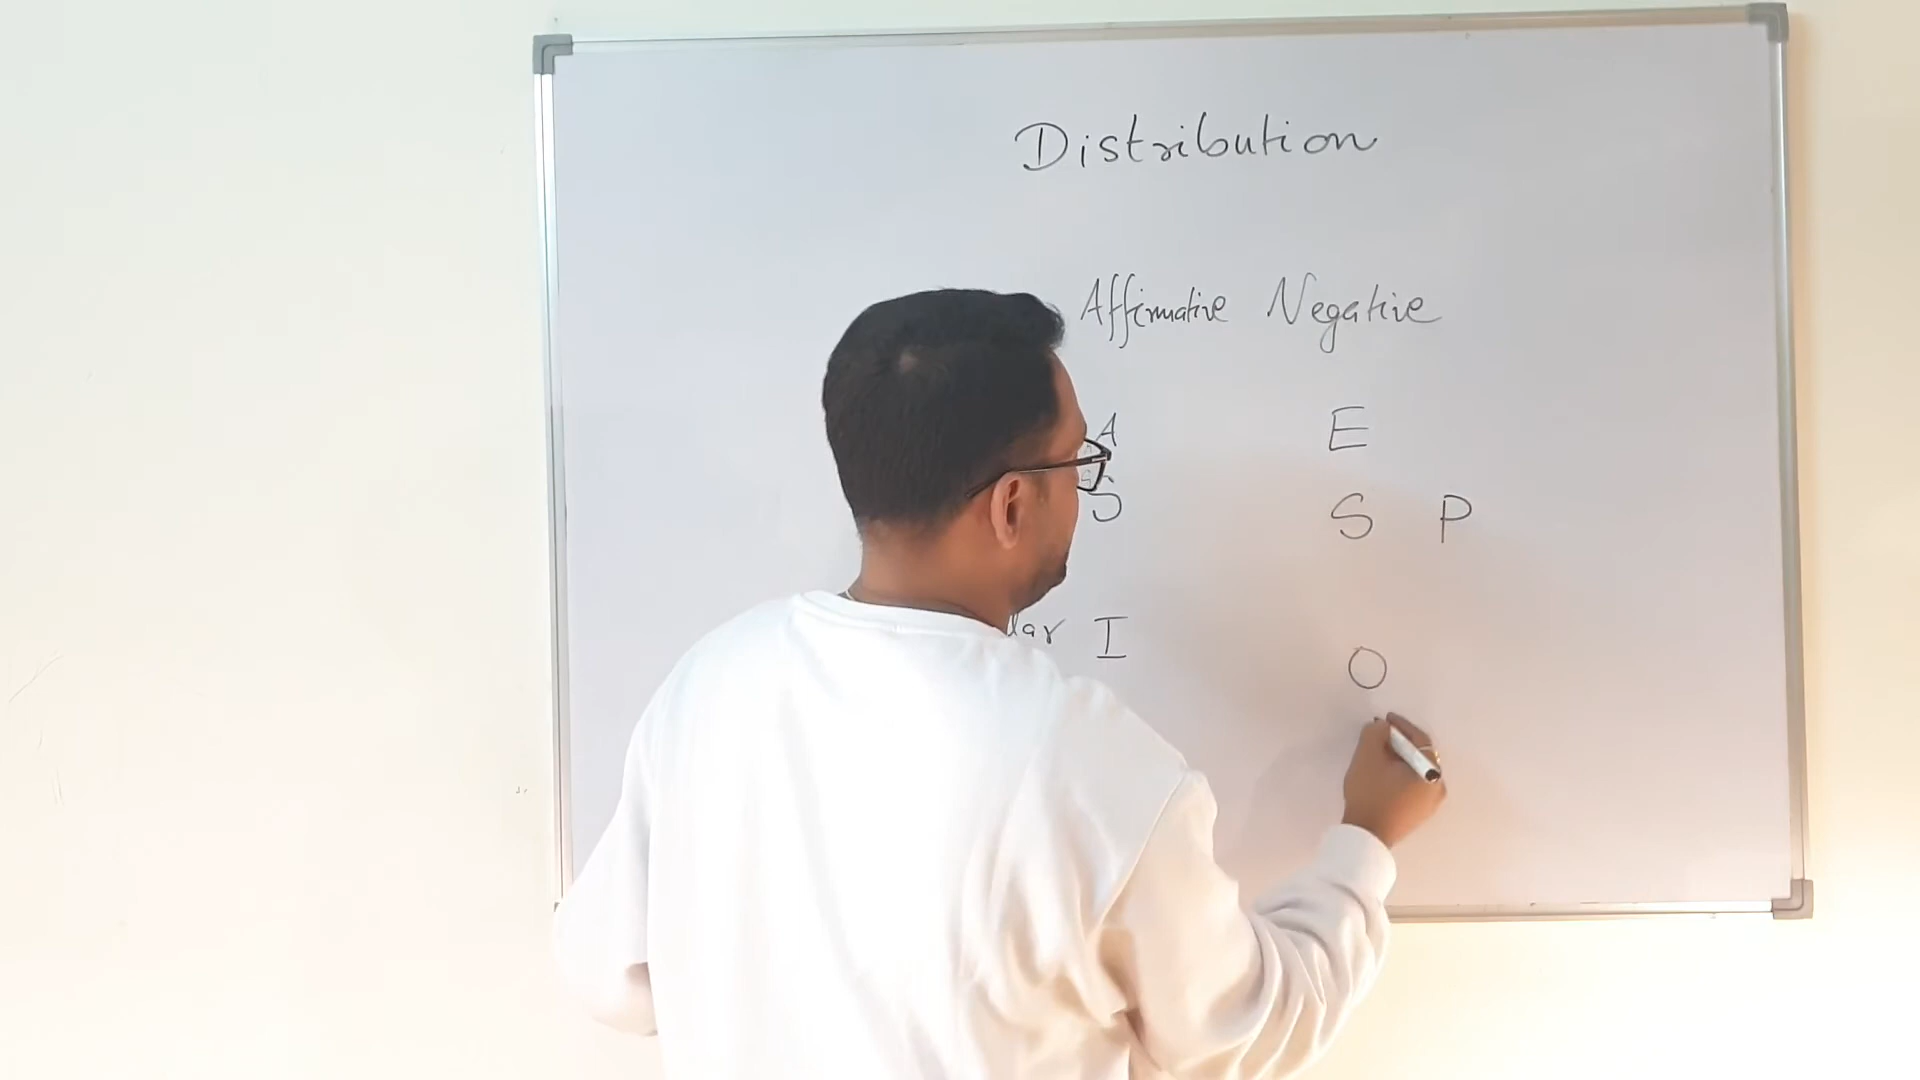 Distribution
Affirmative Negative
A E
S S P
I O